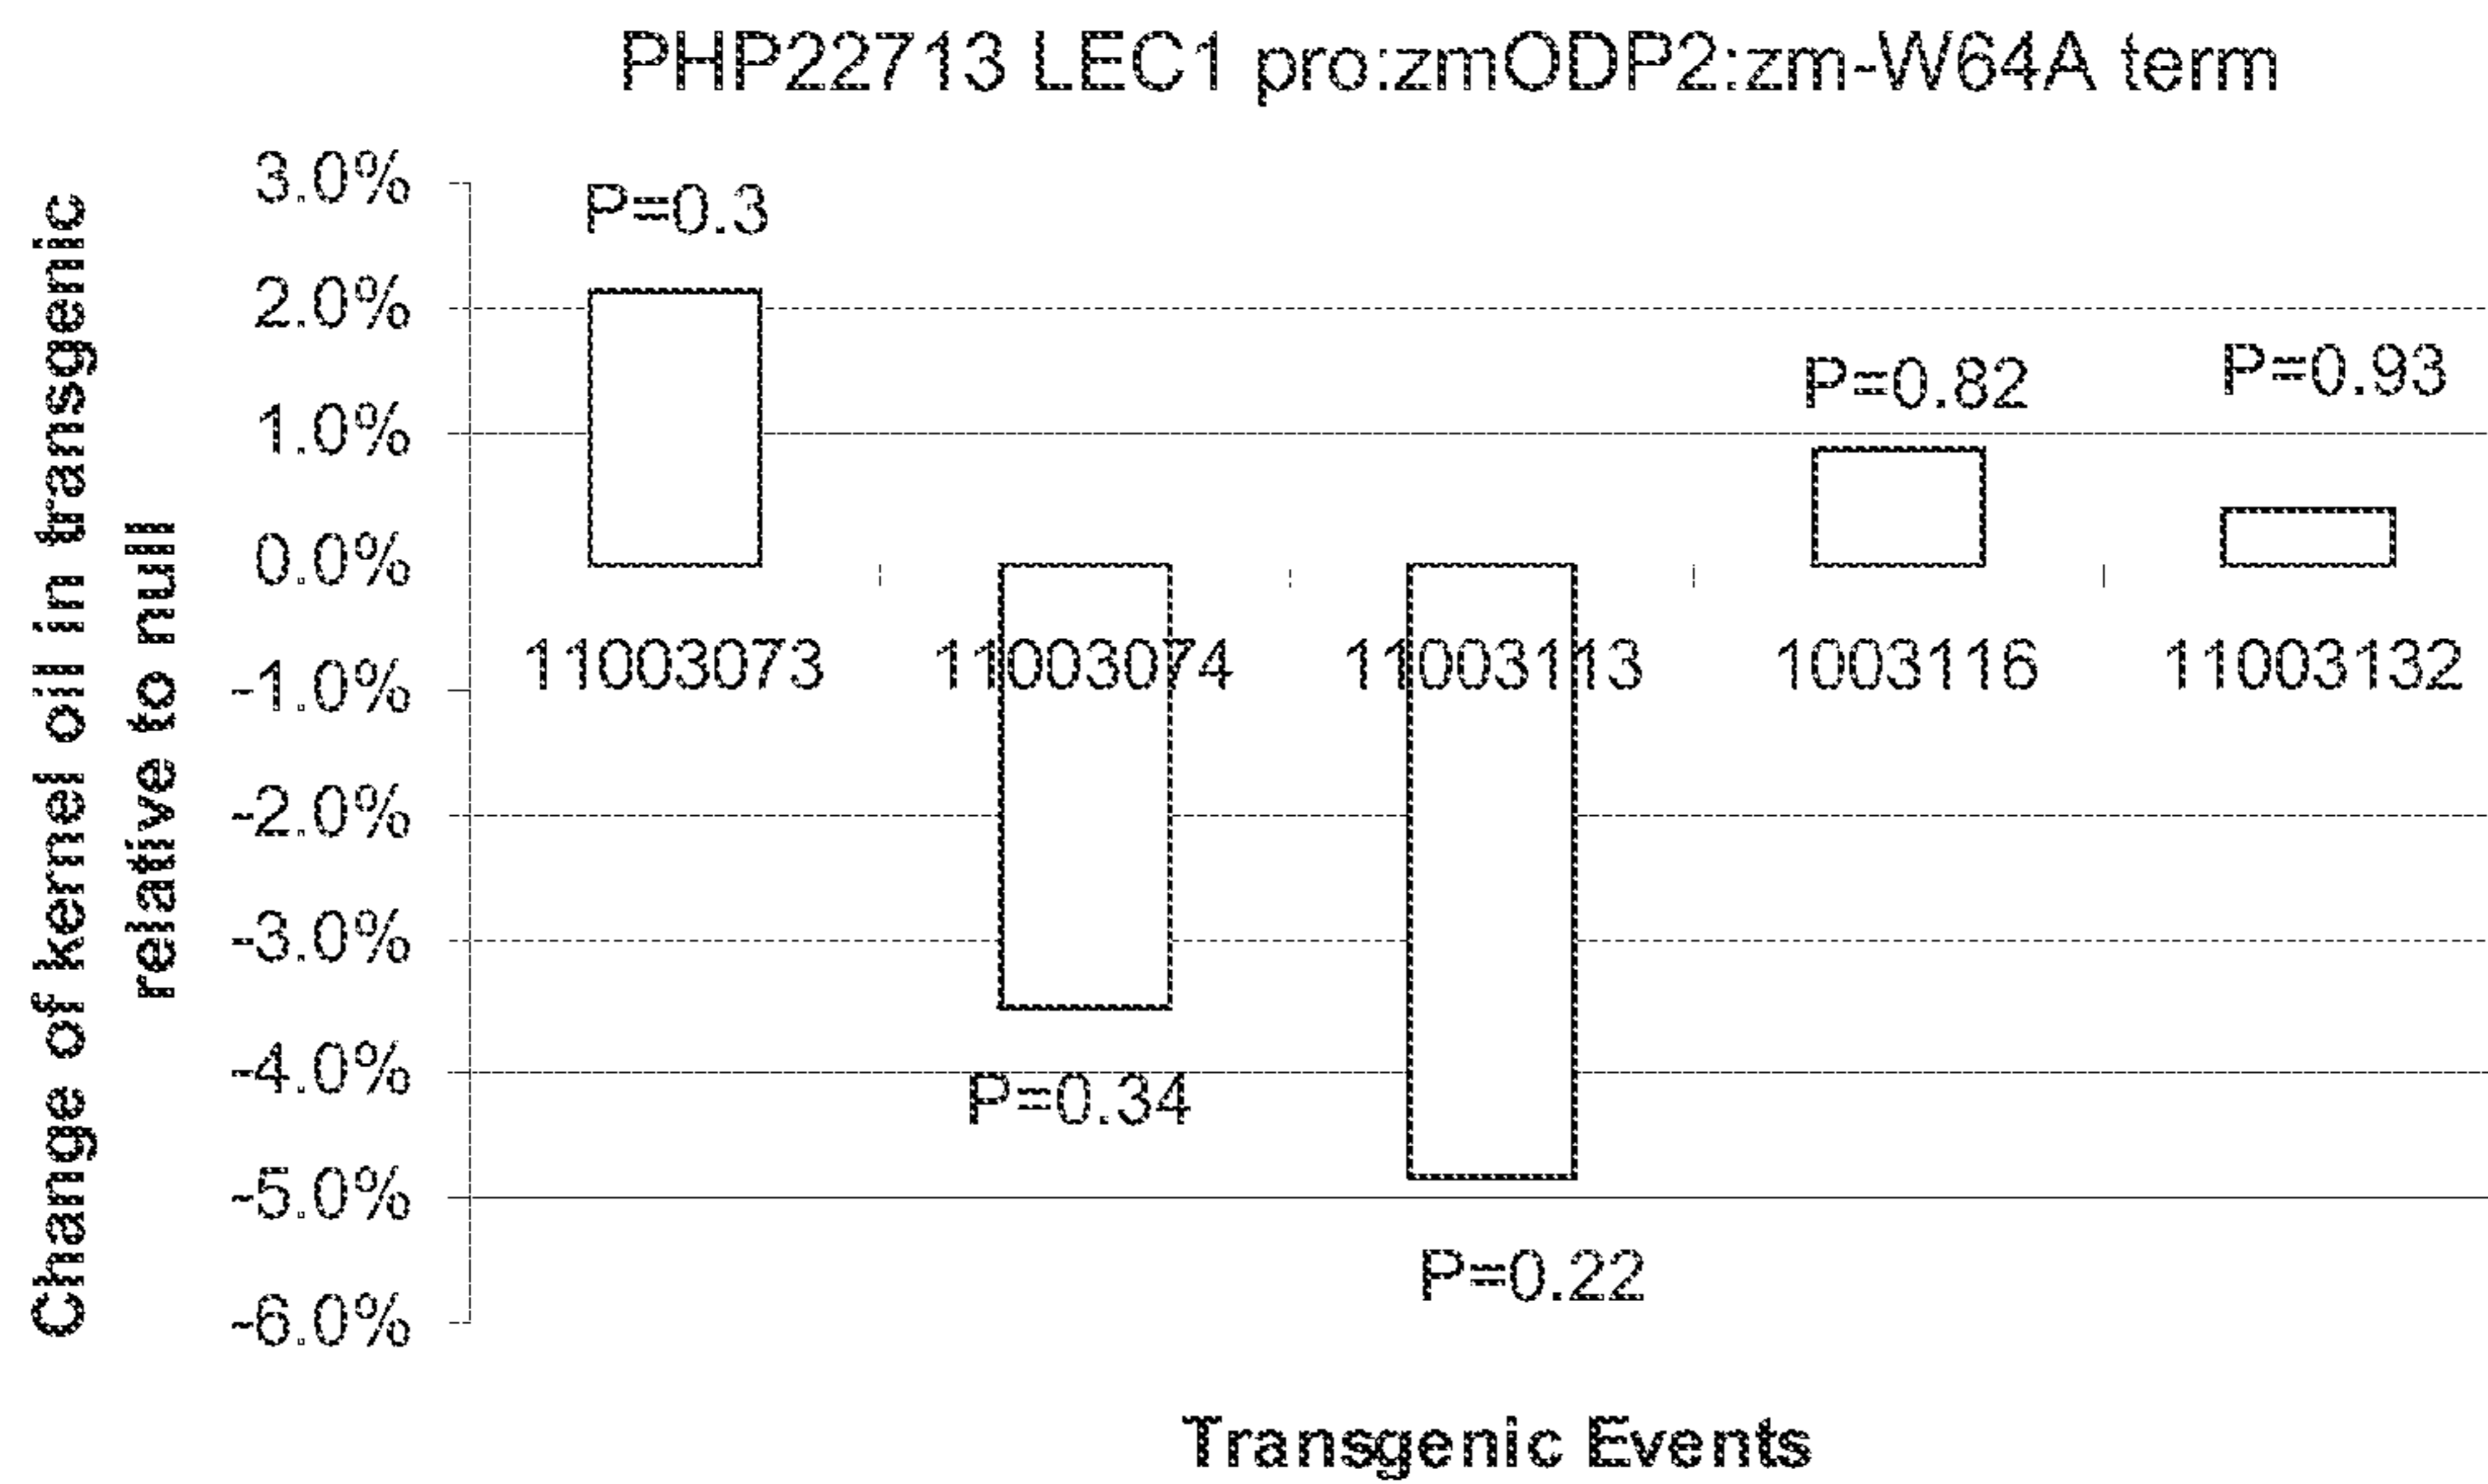 PHP22713 LEC1 pro:zmODP2:zm-W64A term
Change of kernel oil in transgenic
relative to null
3.0%
2.0%
1.0%
0.0%
-1.0%
-2.0%
-3.0%
-4.0%
-5.0%
-6.0%
P=0.3
P=0.34
P=0.22
P=0.82
P=0.93
11003073
11003074
11003113
1003116
11003132
Transgenic Events